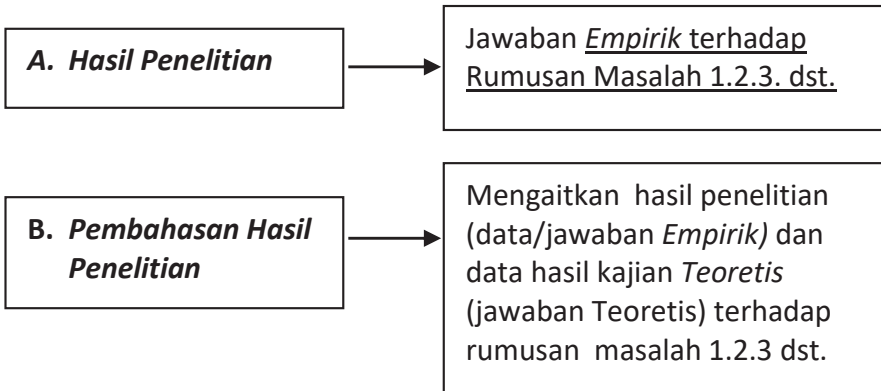 A. Hasil Penelitian
Jawaban Empirik terhadap
Rumusan Masalah 1.2.3. dst.
B. Pembahasan Hasil
Penelitian
Mengaitkan hasil penelitian
(data/jawaban Empirik) dan
data hasil kajian Teoretis
(jawaban Teoretis) terhadap
rumusan masalah 1.2.3 dst.